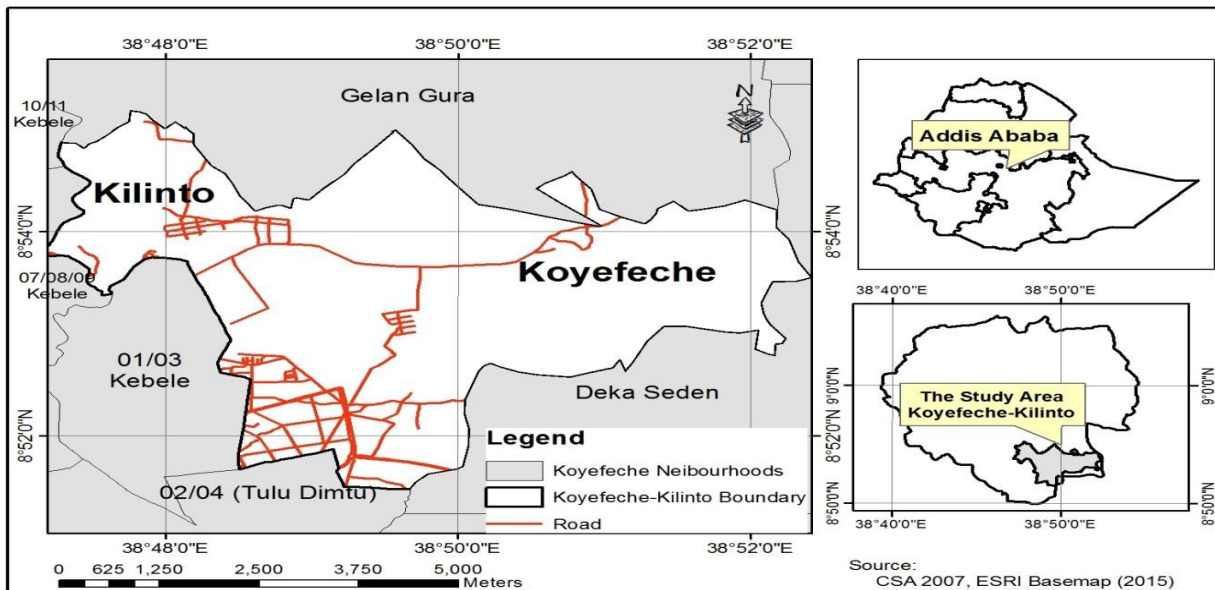 38°48'0"E 38°50'0"E 38°52'0"E
10/11
Kebele
Gelan Gura
N
Kilinto
8°54'0"N
8°54'0"N
Koyefeche
07/08/09
Kebele
01/03
Kebele
Deka Seden
8°52'0"N
8°52'0"N
02/04 (Tulu Dimtu)
Legend
Koyefeche Neibourhoods
Koyefeche-Kilinto Boundary
Road
38°48'0"E 38°50'0"E 38°52'0"E
0 625 1,250 2,500 3,750 5,000
Meters
Addis Ababa
38°40'0"E 38°50'0"E
9°0'0"N
9°0'0"N
The Study Area
Koyefeche-Kilinto
8°50'0"N
8°50'0"N
38°40'0"E 38°50'0"E
Source:
CSA 2007, ESRI Basemap (2015)